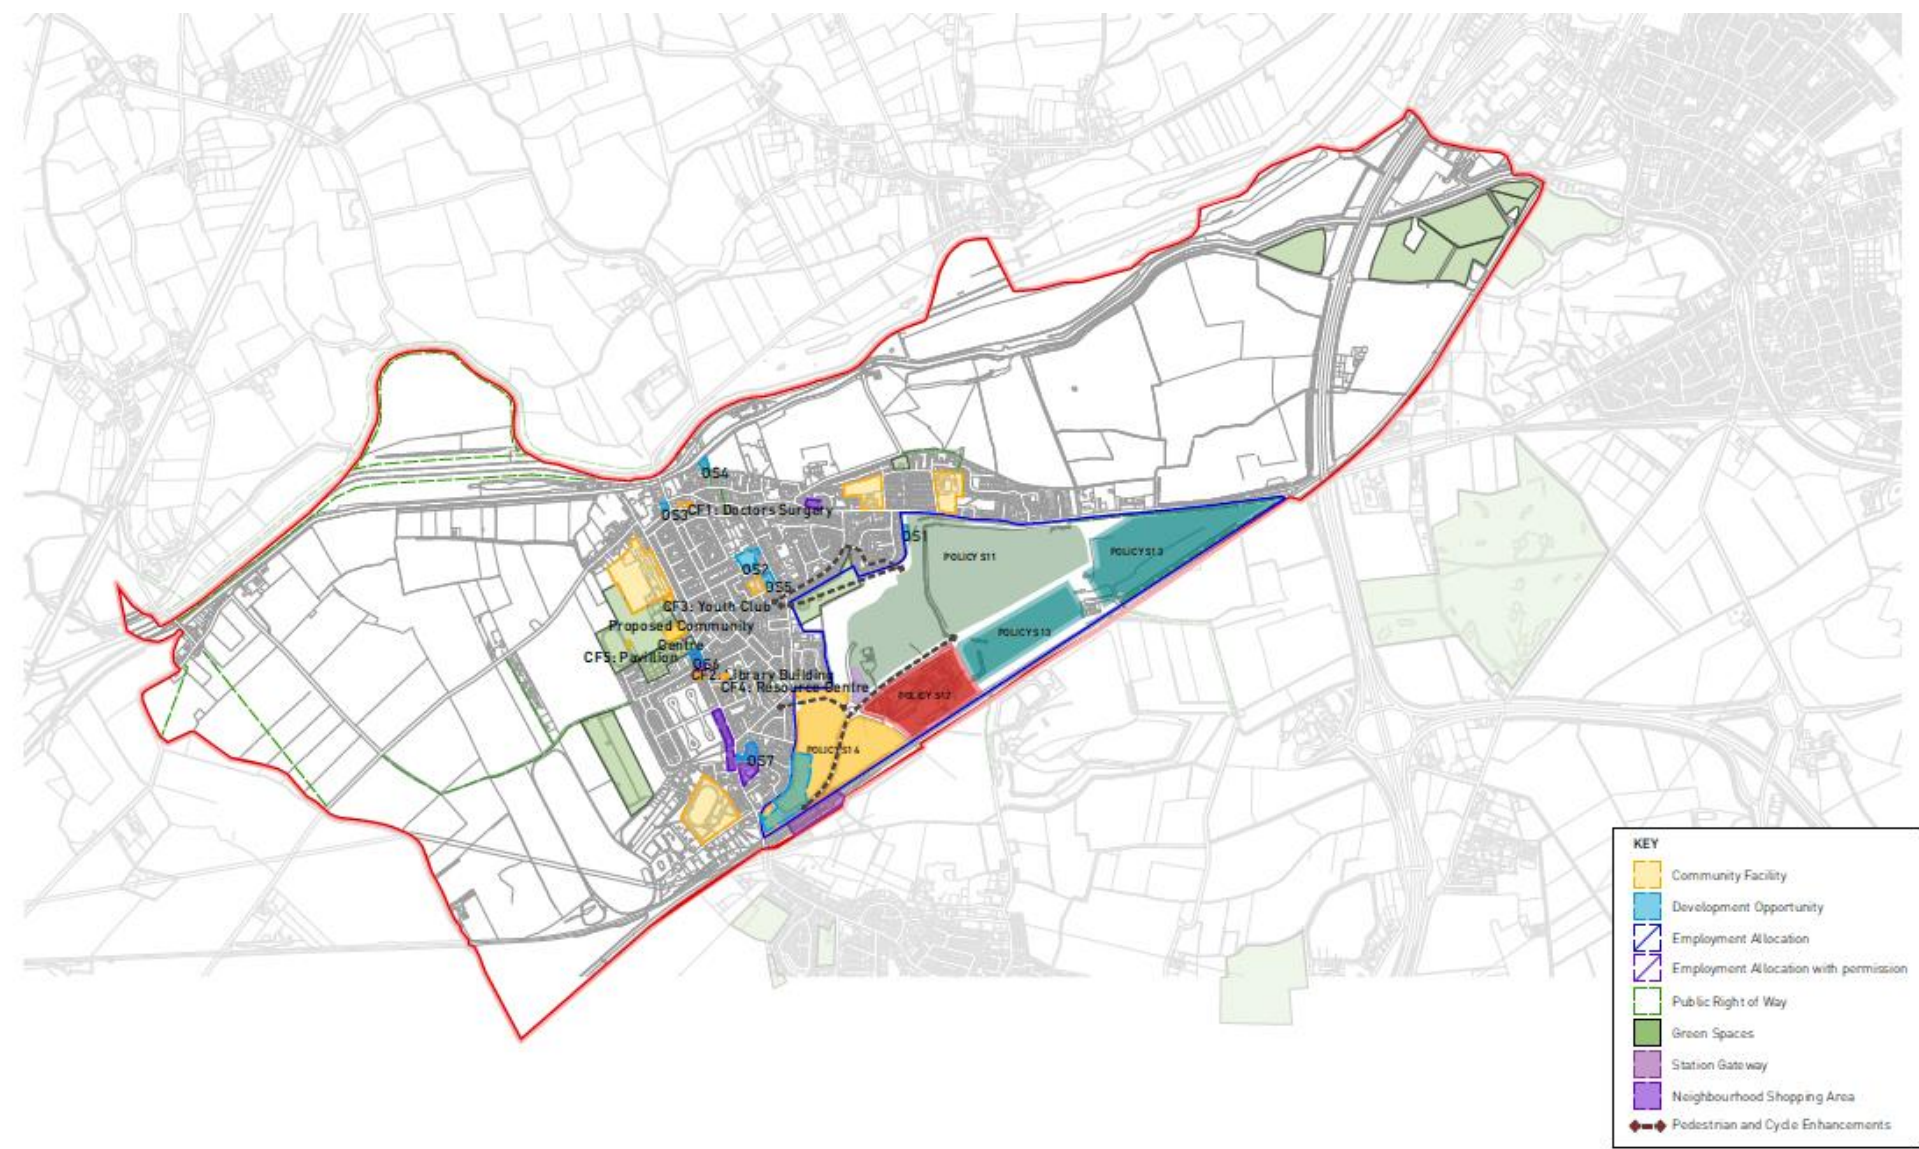 OS4
OS3
CF1: Doctors Surgery
OS1
POLICY S11
POLICY S13
OS2
OS5
CF3: Youth Club
Proposed Community
Centre
POLICY S13
CF5: Pavillion
OS6
CF2: Library Building
CF4: Resource Centre
POLICY S12
POLICY S14
OS7
KEY
Community Facility
Development Opportunity
Employment Allocation
Employment Allocation with permission
Public Right of Way
Green Spaces
Station Gateway
Neighbourhood Shopping Area
Pedestrian and Cycle Enhancements